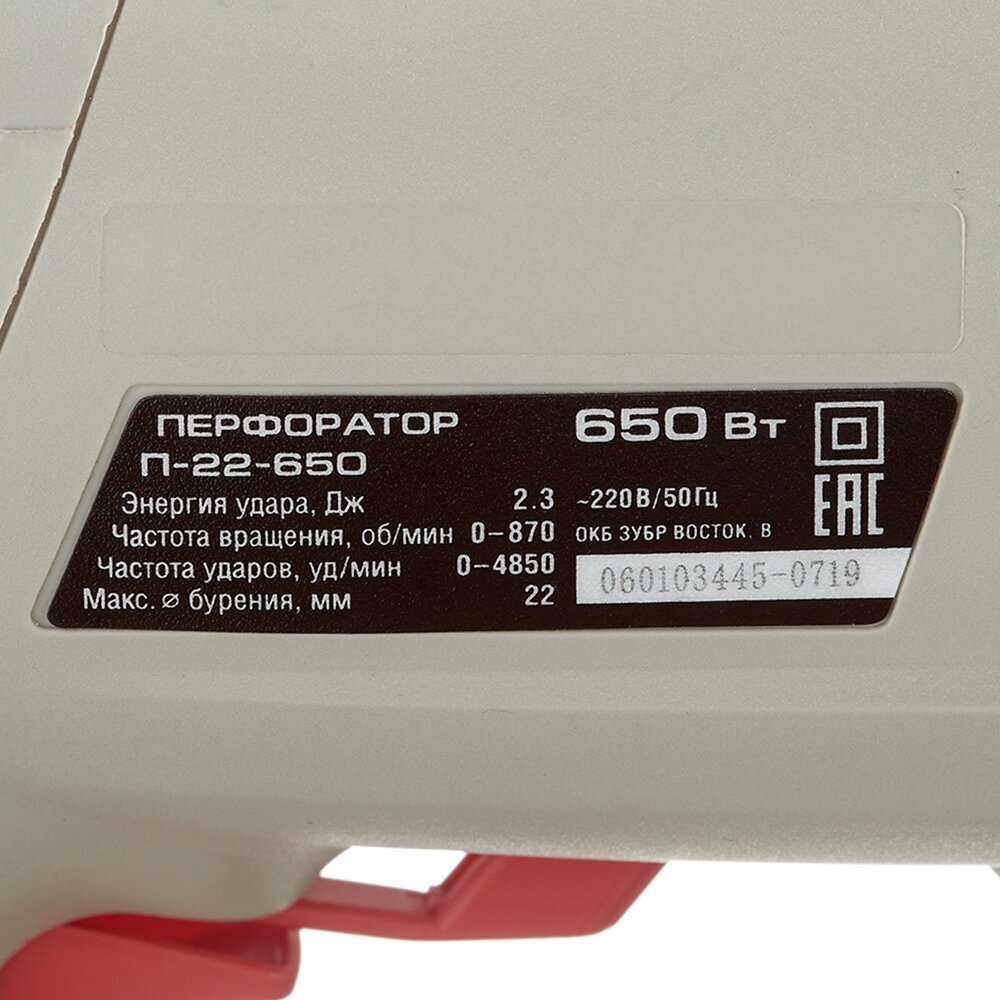 ПЕРФОРАТОР
П-22-650
Энергия удара, Дж 2.3
Частота вращения, об/мин 0-870
Частота ударов, уд/мин 0-4850
Макс. ⌀ бурения, мм 22
650 Вт
~220В/50Гц
ОКБ ЗУБР ВОСТОК. В
060103445-0719
EAC